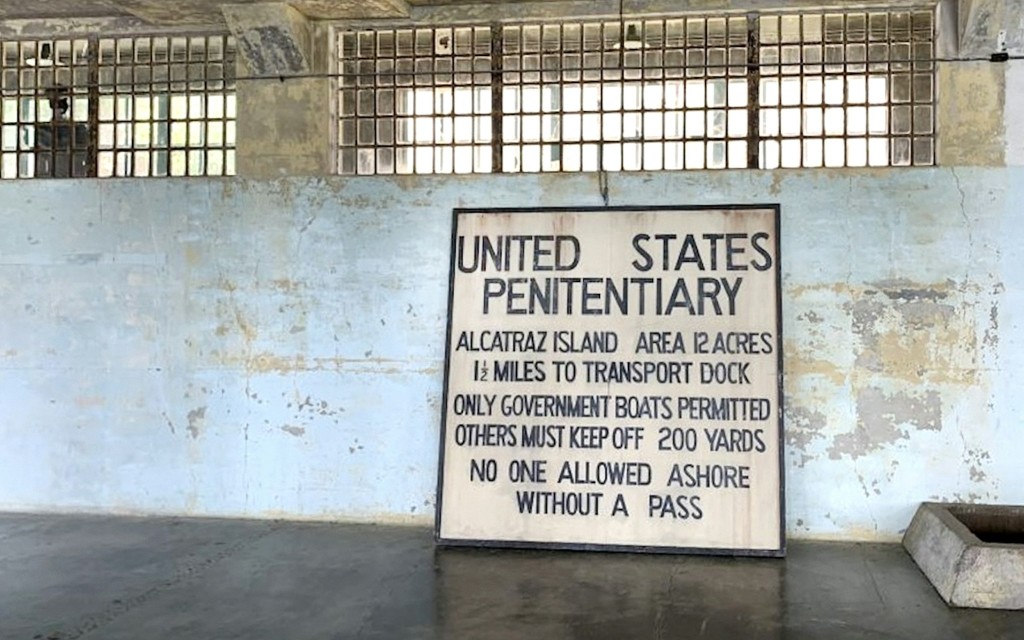 UNITED STATES
PENITENTIARY
ALCATRAZ ISLAND AREA 12 ACRES
1½ MILES TO TRANSPORT DOCK
ONLY GOVERNMENT BOATS PERMITTED
OTHERS MUST KEEP OFF 200 YARDS
NO ONE ALLOWED ASHORE
WITHOUT A PASS